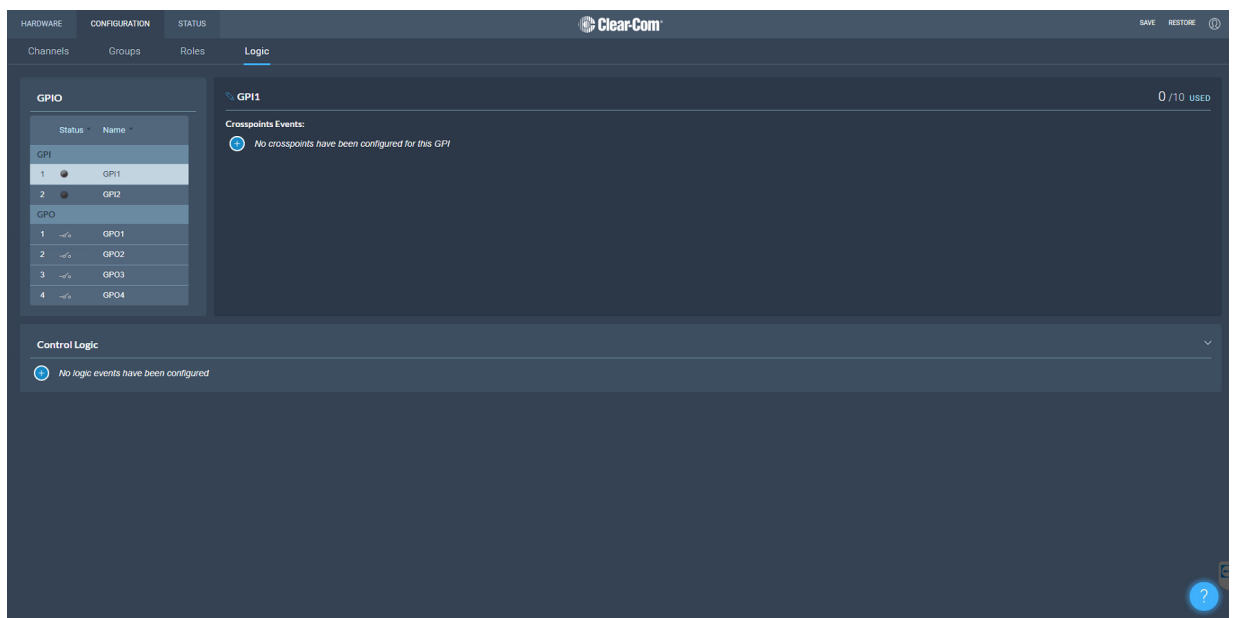 HARDWARE CONFIGURATION STATUS Clear-Com SAVE RESTORE
Channels Groups Roles Logic
GPIO
Status Name
GPI
1 GPI1
2 GPI2
GPO
1 GPO1
2 GPO2
3 GPO3
4 GPO4
GPI1 0 /10 USED
Crosspoints Events:
+ No crosspoints have been configured for this GPI
Control Logic
+ No logic events have been configured
?